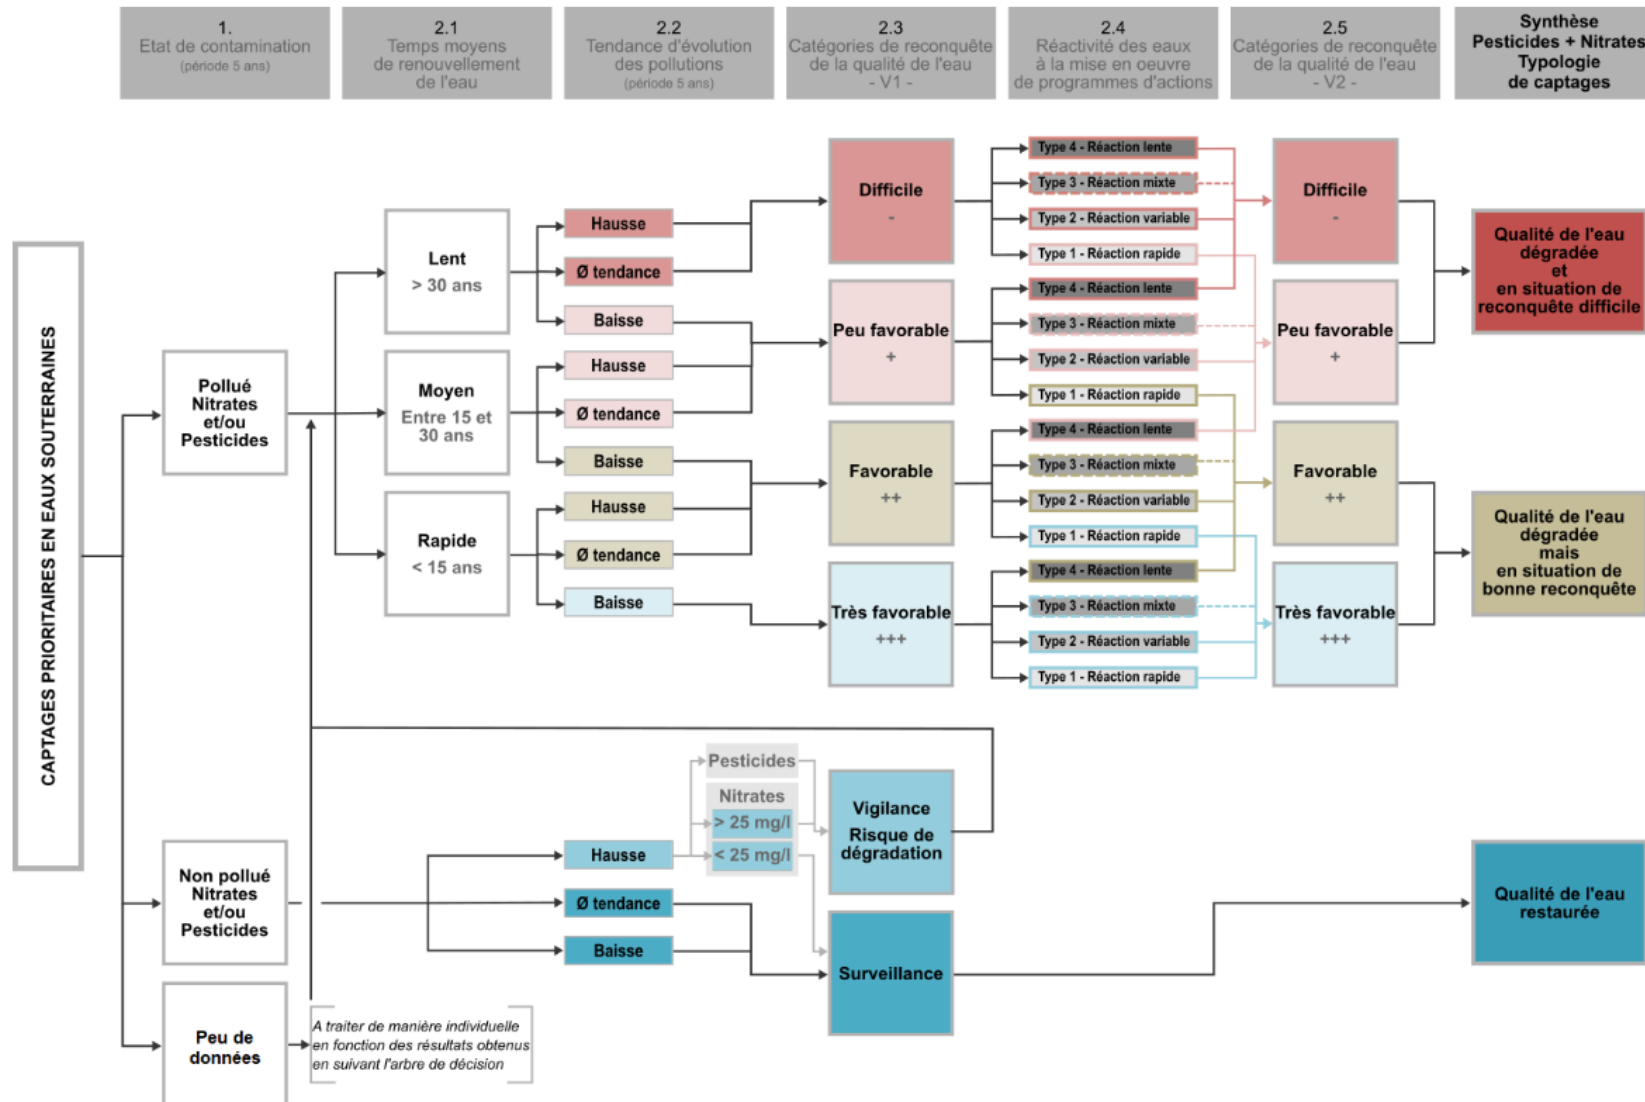 1.
Etat de contamination
(période 5 ans)
2.1
Temps moyens
de renouvellement
de l'eau
2.2
Tendance d'évolution
des pollutions
(période 5 ans)
2.3
Catégories de reconquête
de la qualité de l'eau
- V1 -
2.4
Réactivité des eaux
à la mise en oeuvre
de programmes d'actions
2.5
Catégories de reconquête
de la qualité de l'eau
- V2 -
Synthèse
Pesticides + Nitrates
Typologie
de captages
CAPTAGES PRIORITAIRES EN EAUX SOUTERRAINES
Pollué
Nitrates
et/ou
Pesticides
Non pollué
Nitrates
et/ou
Pesticides
Peu de
données
Lent
> 30 ans
Moyen
Entre 15 et
30 ans
Rapide
< 15 ans
A traiter de manière individuelle
en fonction des résultats obtenus
en suivant l'arbre de décision
Hausse
Ø tendance
Baisse
Hausse
Ø tendance
Baisse
Hausse
Ø tendance
Baisse
Hausse
Ø tendance
Baisse
Pesticides
Nitrates
> 25 mg/l
< 25 mg/l
Difficile
-
Peu favorable
+
Favorable
++
Très favorable
+++
Vigilance
Risque de
dégradation
Surveillance
Type 4 - Réaction lente
Type 3 - Réaction mixte
Type 2 - Réaction variable
Type 1 - Réaction rapide
Type 4 - Réaction lente
Type 3 - Réaction mixte
Type 2 - Réaction variable
Type 1 - Réaction rapide
Type 4 - Réaction lente
Type 3 - Réaction mixte
Type 2 - Réaction variable
Type 1 - Réaction rapide
Type 4 - Réaction lente
Type 3 - Réaction mixte
Type 2 - Réaction variable
Type 1 - Réaction rapide
Difficile
-
Peu favorable
+
Favorable
++
Très favorable
+++
Qualité de l'eau
dégradée
et
en situation de
reconquête difficile
Qualité de l'eau
dégradée
mais
en situation de
bonne reconquête
Qualité de l'eau
restaurée